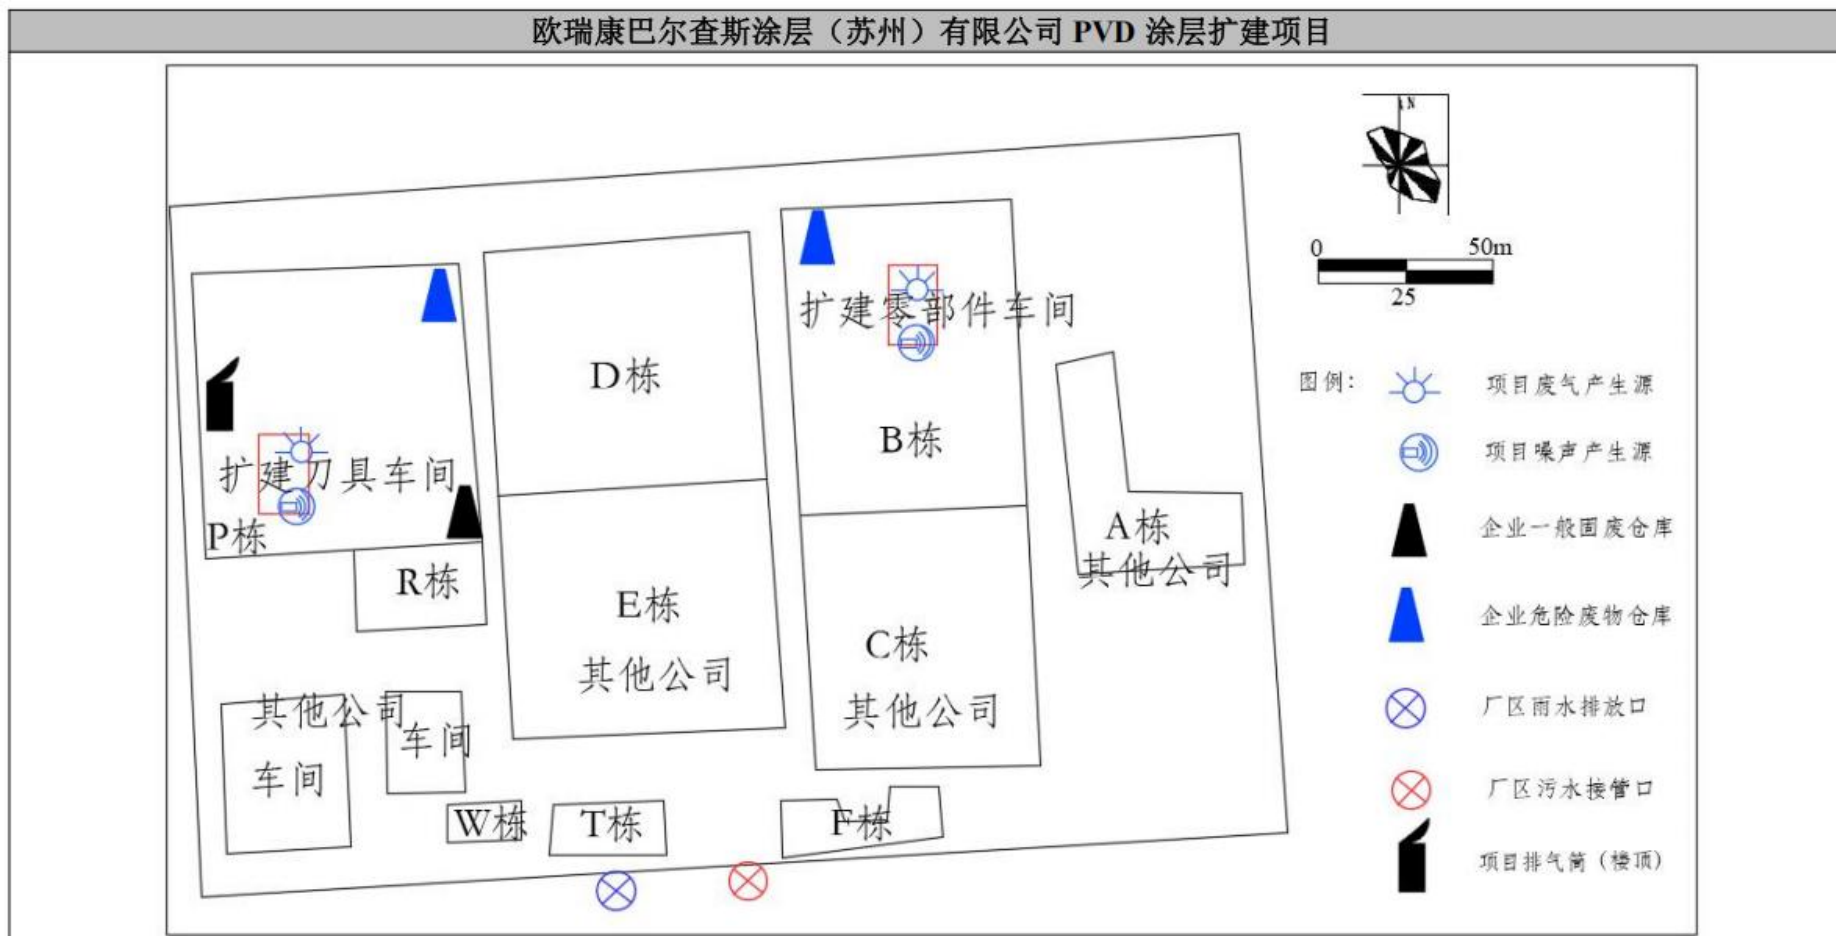 欧瑞康巴尔查斯涂层（苏州）有限公司 PVD 涂层扩建项目
N
0 50m
25
扩建零部件车间
D栋
B栋
图例：
项目废气产生源
项目噪声产生源
扩建刀具车间
P栋
A栋
其他公司
企业一般固废仓库
R栋
E栋
其他公司
C栋
其他公司
企业危险废物仓库
其他公司
车间
车间
厂区雨水排放口
W栋
T栋
F栋
厂区污水接管口
项目排气筒（楼顶）